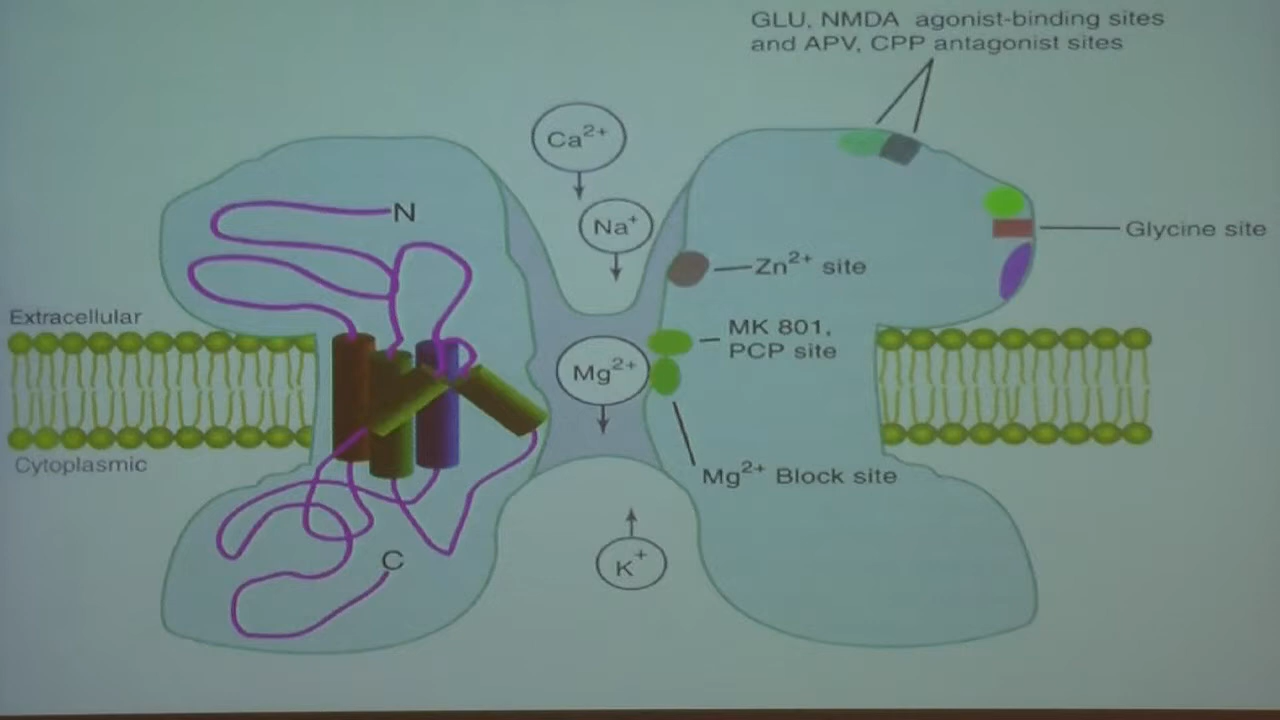 GLU, NMDA agonist-binding sites
and APV, CPP antagonist sites
Ca²⁺
N
Na⁺
Glycine site
Zn²⁺ site
Extracellular
MK 801,
PCP site
Mg²⁺
Cytoplasmic
Mg²⁺ Block site
C
K⁺